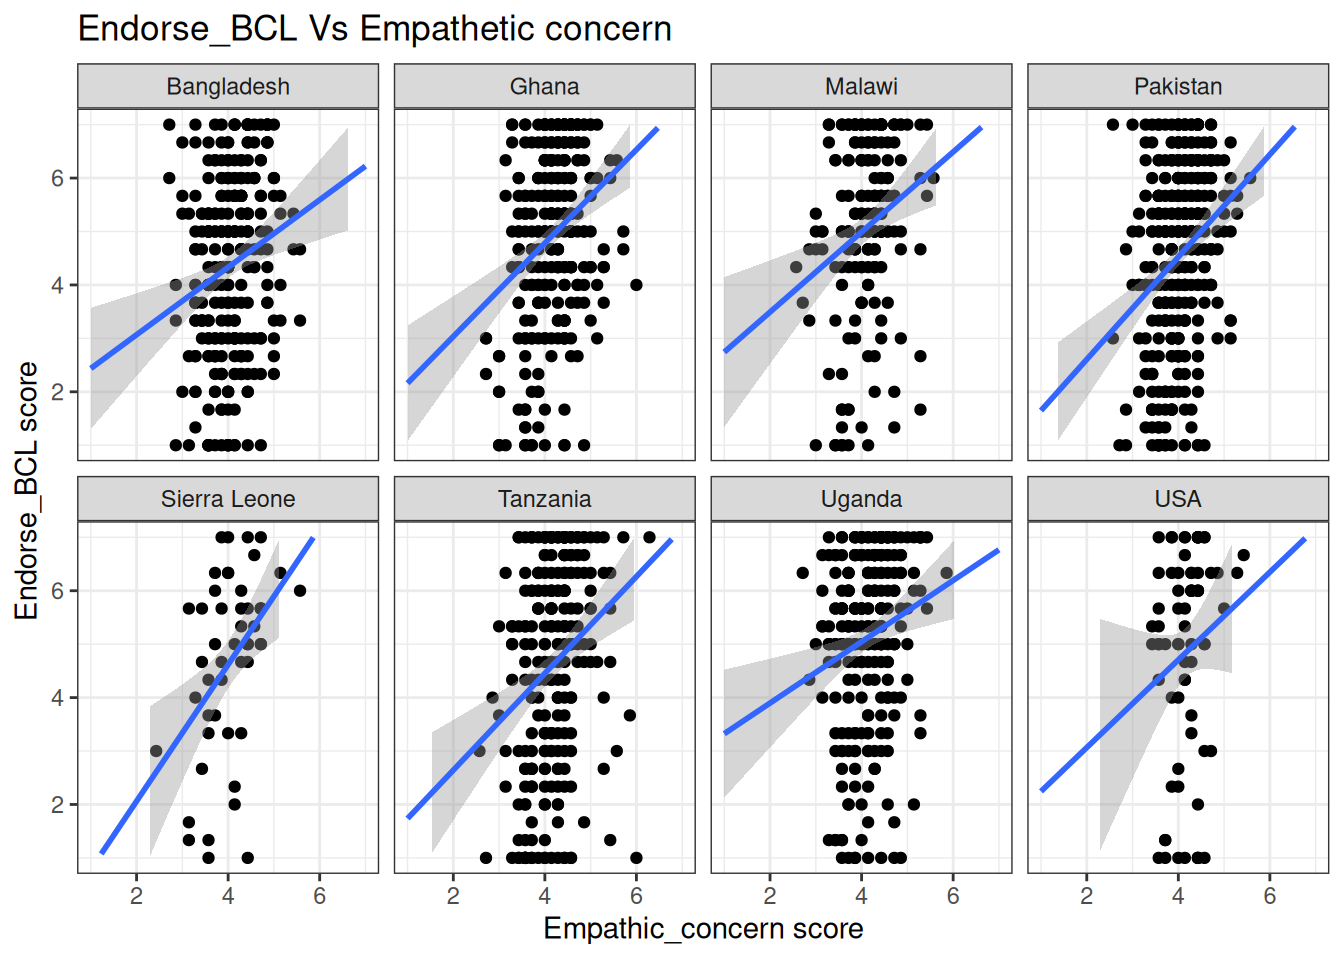 Endorse_BCL Vs Empathetic concern
Bangladesh
Ghana
Malawi
Pakistan
6
4
2
Sierra Leone
Tanzania
Uganda
USA
6
4
2
2 4 6
2 4 6
2 4 6
2 4 6
Endorse_BCL score
Empathic_concern score